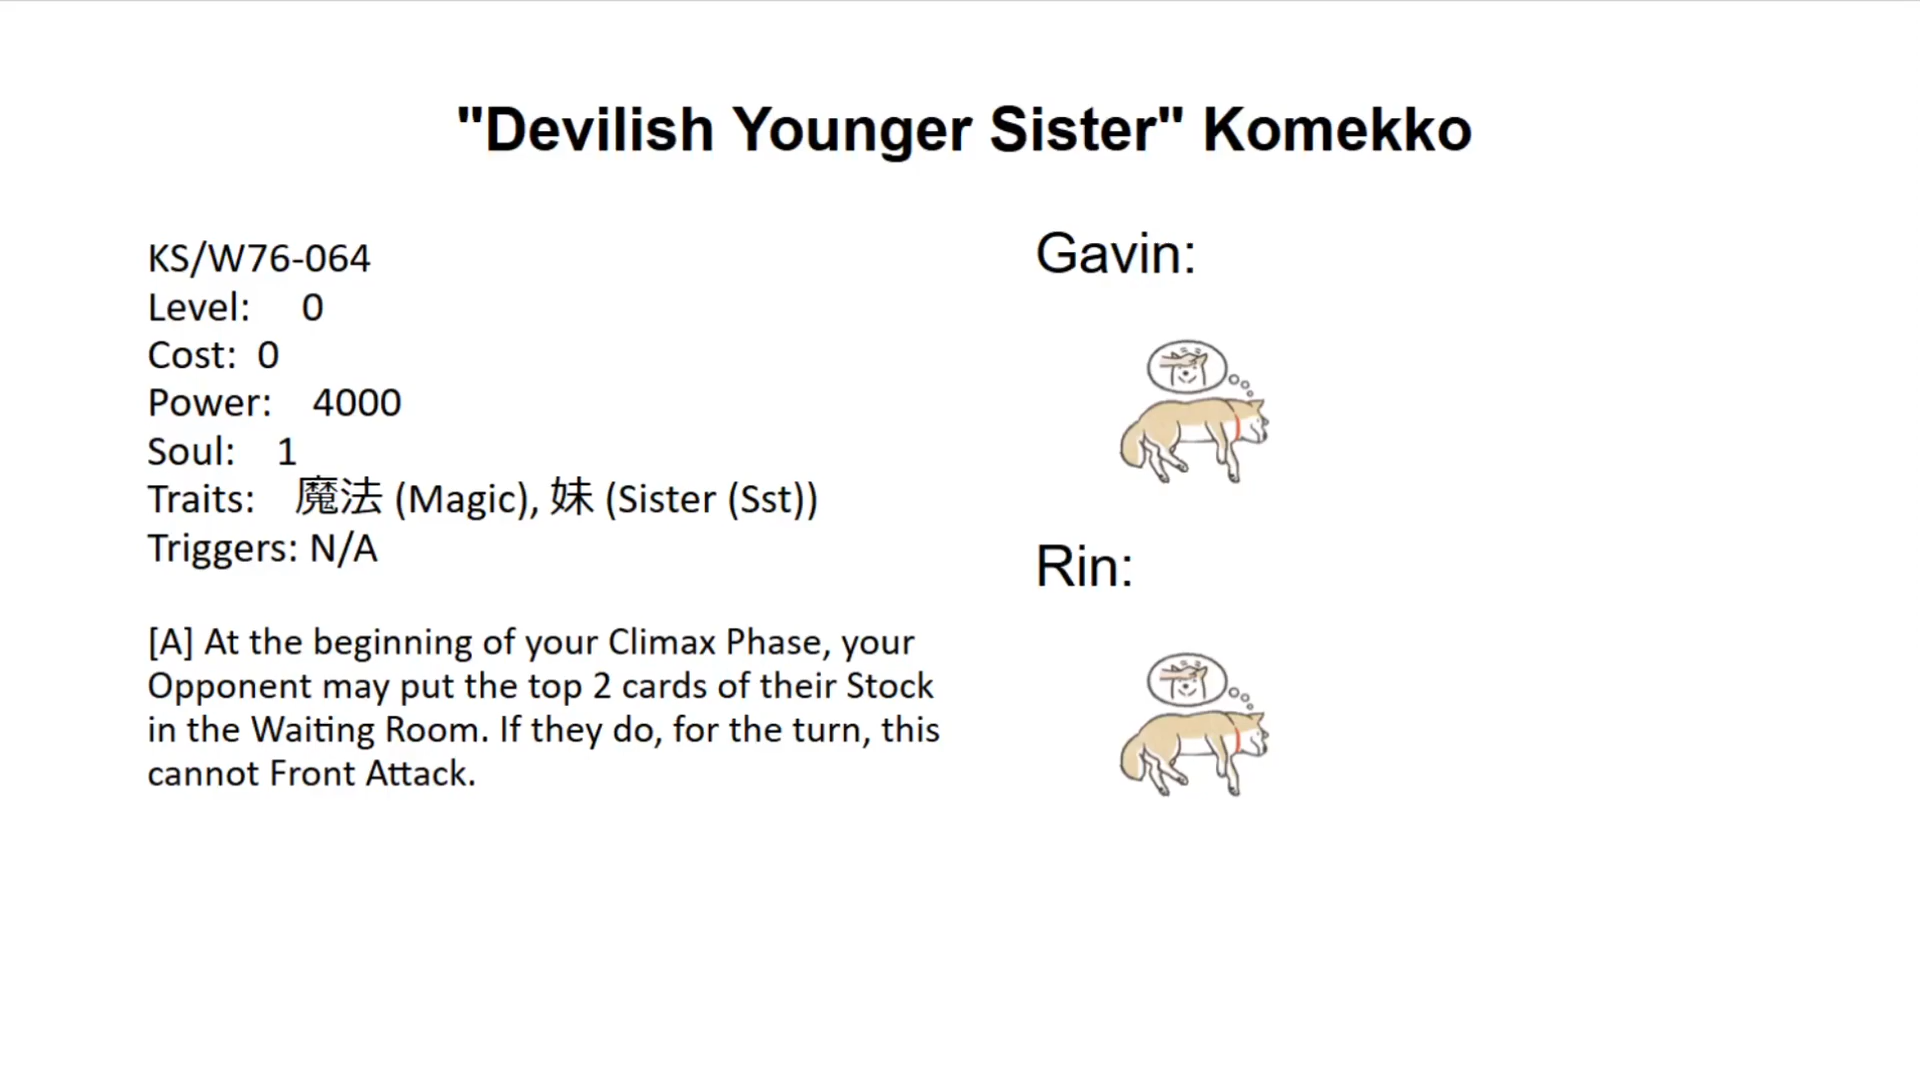 "Devilish Younger Sister" Komekko
KS/W76-064
Level: 0
Cost: 0
Power: 4000
Soul: 1
Traits: 魔法 (Magic), 妹 (Sister (Sst))
Triggers: N/A
[A] At the beginning of your Climax Phase, your
Opponent may put the top 2 cards of their Stock
in the Waiting Room. If they do, for the turn, this
cannot Front Attack.
Gavin:
Rin: